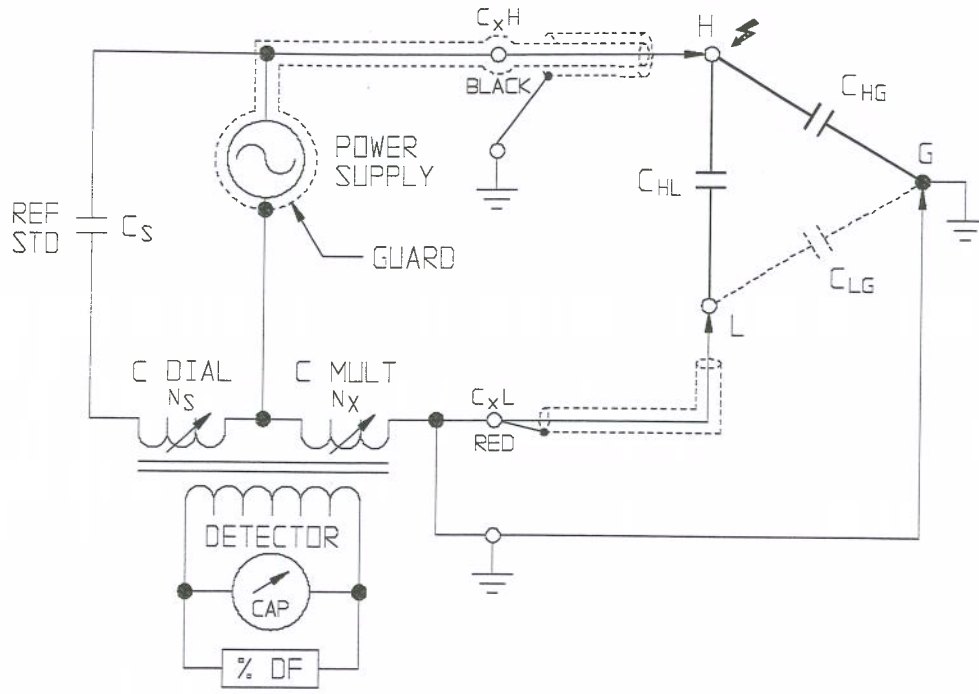 CxH
H
BLACK
CHG
POWER
SUPPLY
G
CHL
REF
STD
CS
GUARD
CLG
L
C DIAL
NS
C MULT
NX
CxL
RED
DETECTOR
CAP
% DF